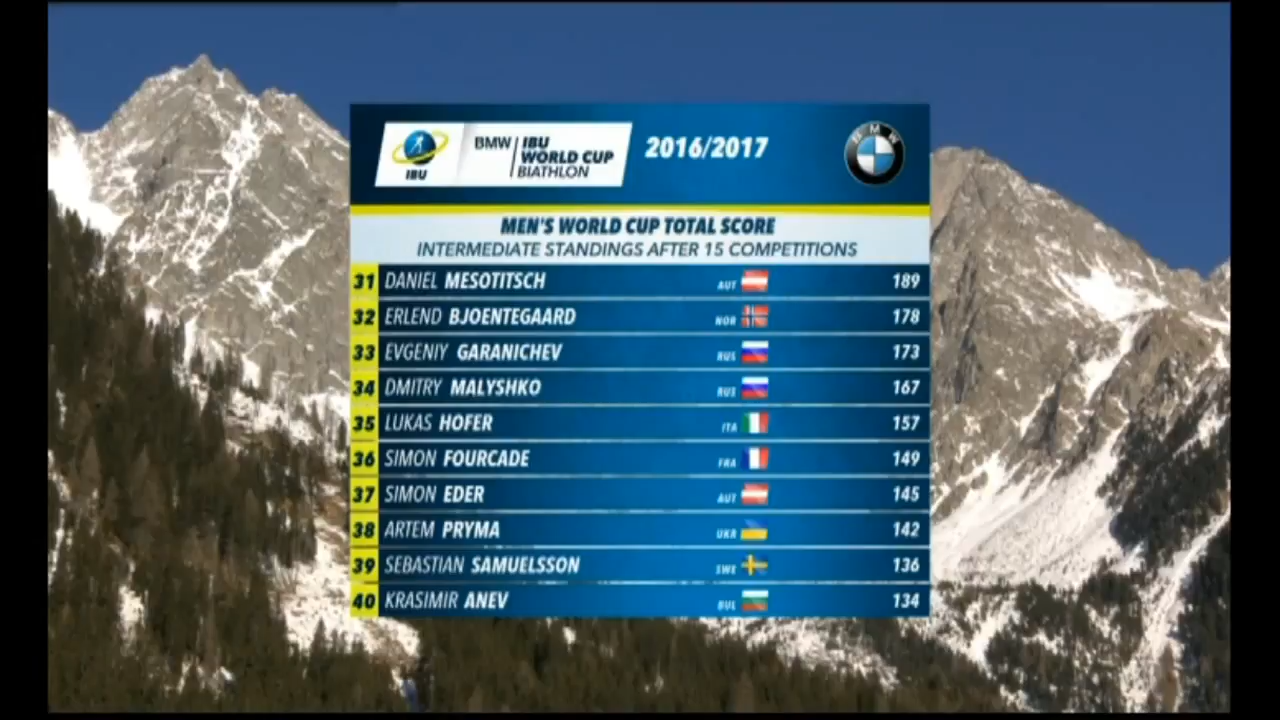 BMW IBU WORLD CUP BIATHLON
IBU
2016/2017
BMW
MEN'S WORLD CUP TOTAL SCORE
INTERMEDIATE STANDINGS AFTER 15 COMPETITIONS
31 DANIEL MESOTITSCH AUT 189
32 ERLEND BJOENTEGAARD NOR 178
33 EVGENIY GARANICHEV RUS 173
34 DMITRY MALYSHKO RUS 167
35 LUKAS HOFER ITA 157
36 SIMON FOURCADE FRA 149
37 SIMON EDER AUT 145
38 ARTEM PRYMA UKR 142
39 SEBASTIAN SAMUELSSON SWE 136
40 KRASIMIR ANEV BUL 134